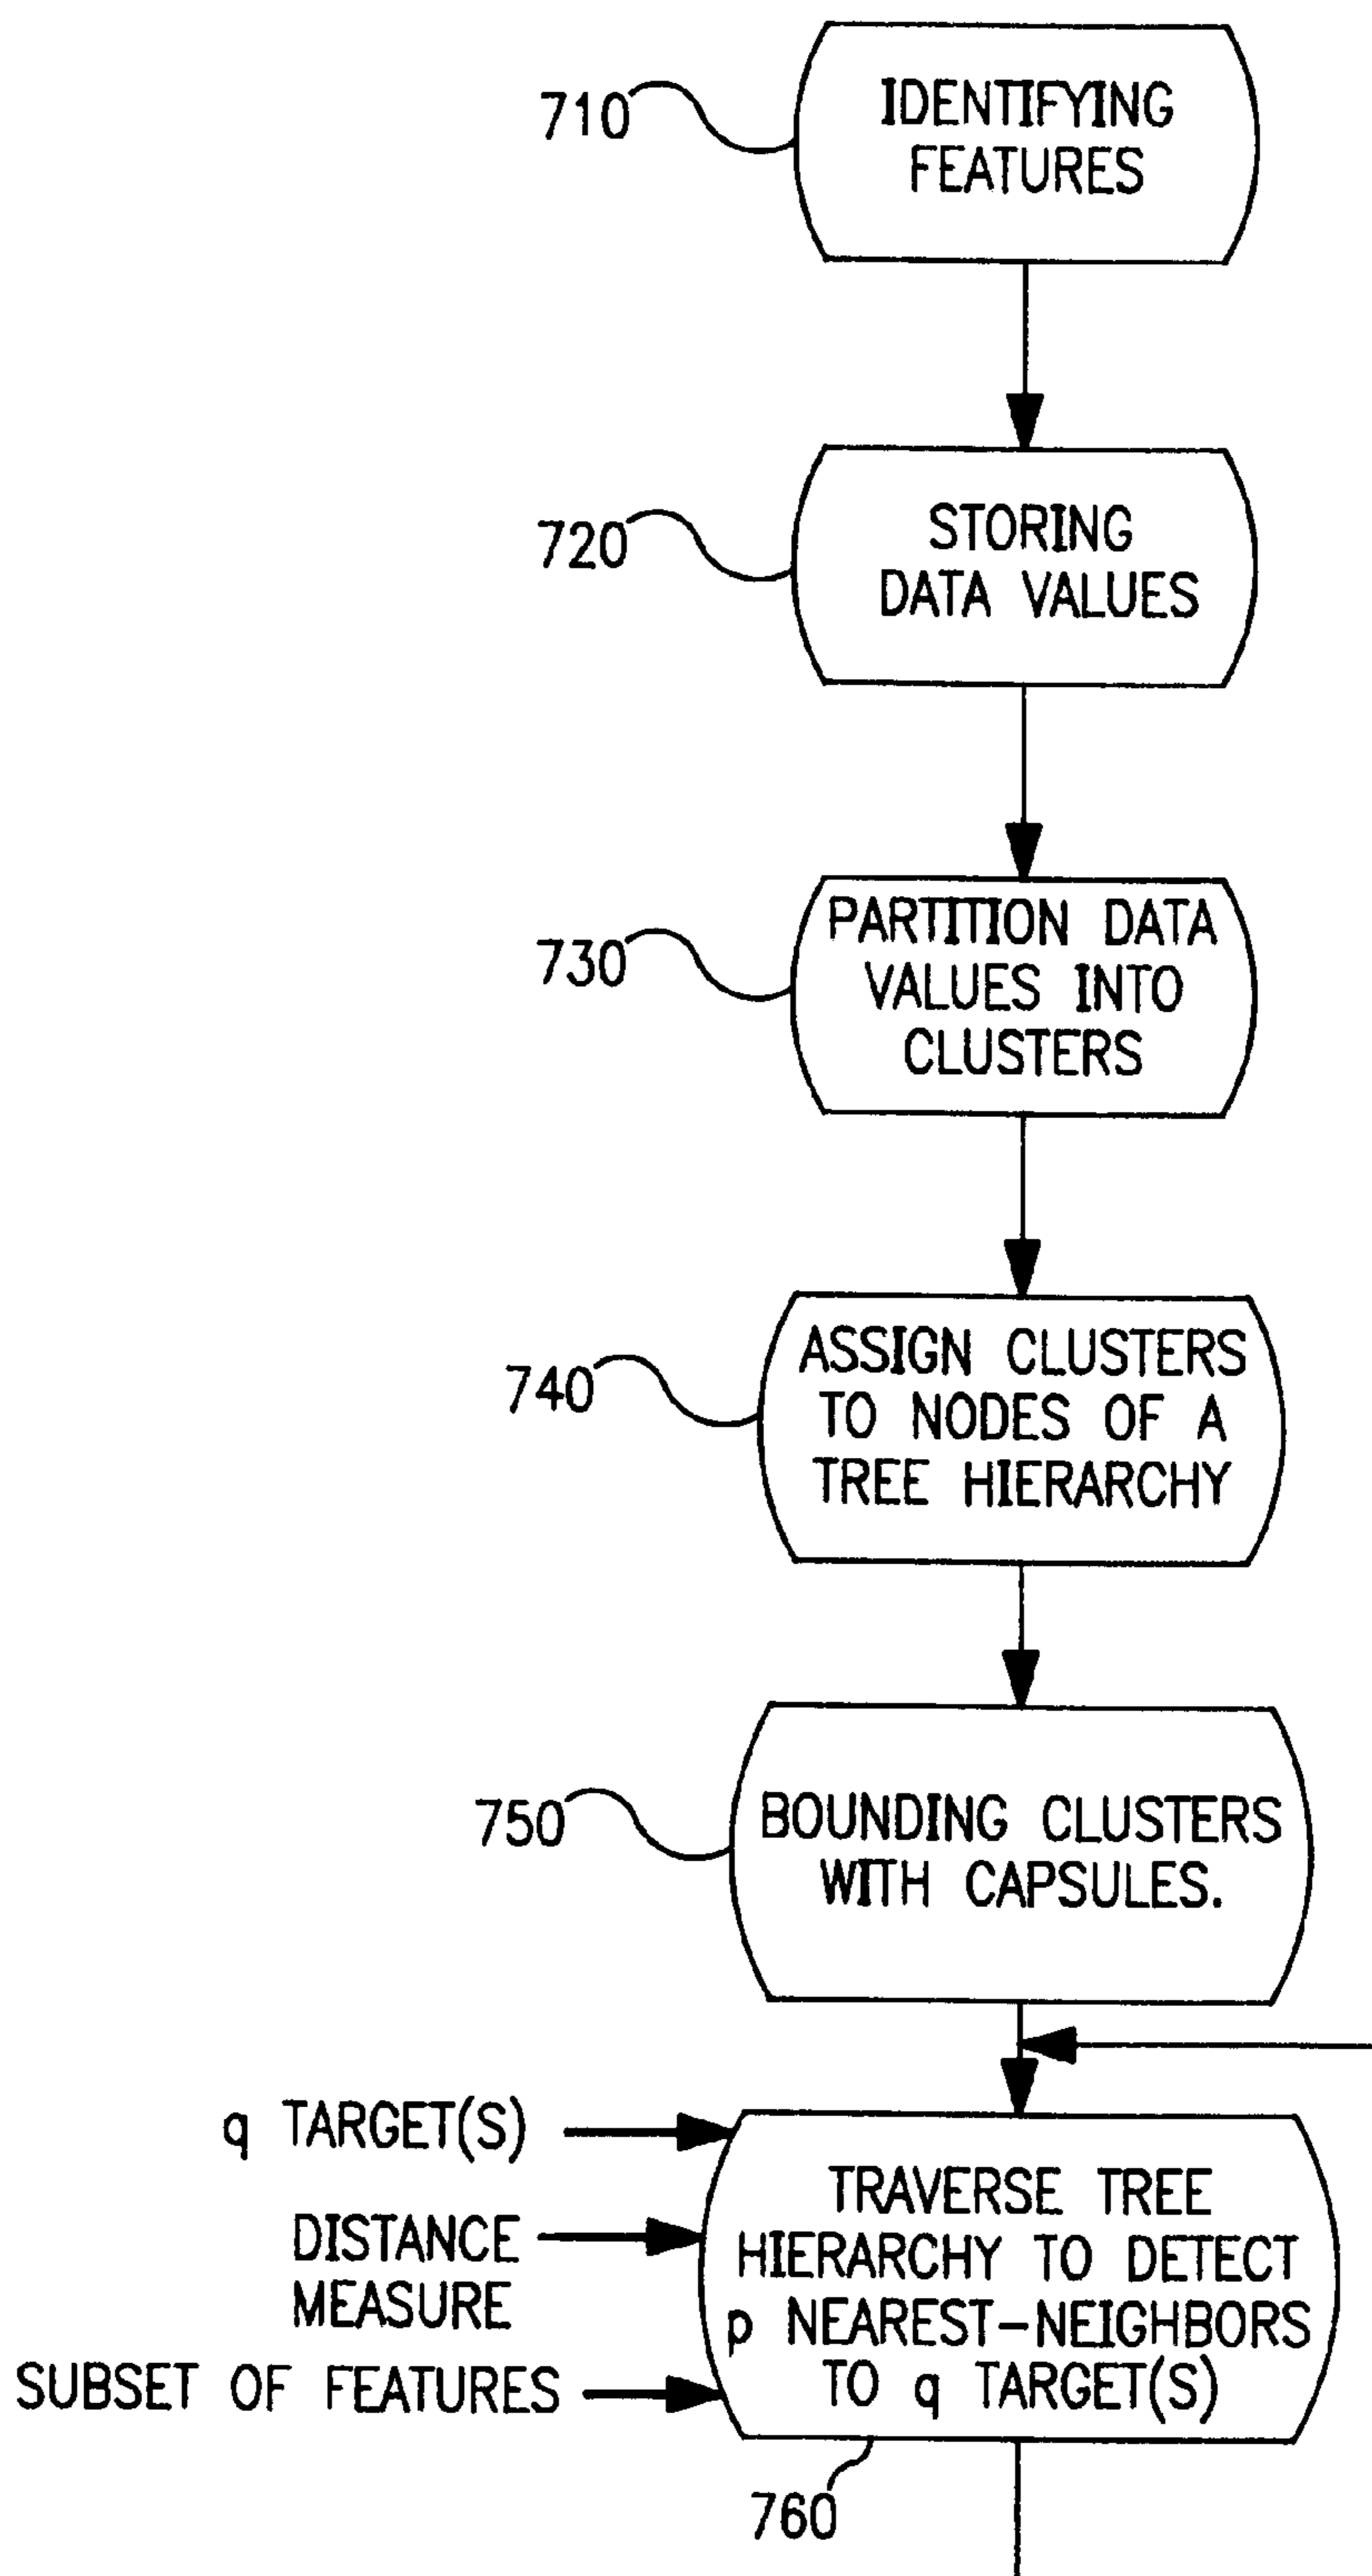 710
IDENTIFYING
FEATURES
720
STORING
DATA VALUES
730
PARTITION DATA
VALUES INTO
CLUSTERS
740
ASSIGN CLUSTERS
TO NODES OF A
TREE HIERARCHY
750
BOUNDING CLUSTERS
WITH CAPSULES.
q TARGET(S)
DISTANCE
MEASURE
SUBSET OF FEATURES
TRAVERSE TREE
HIERARCHY TO DETECT
p NEAREST-NEIGHBORS
TO q TARGET(S)
760